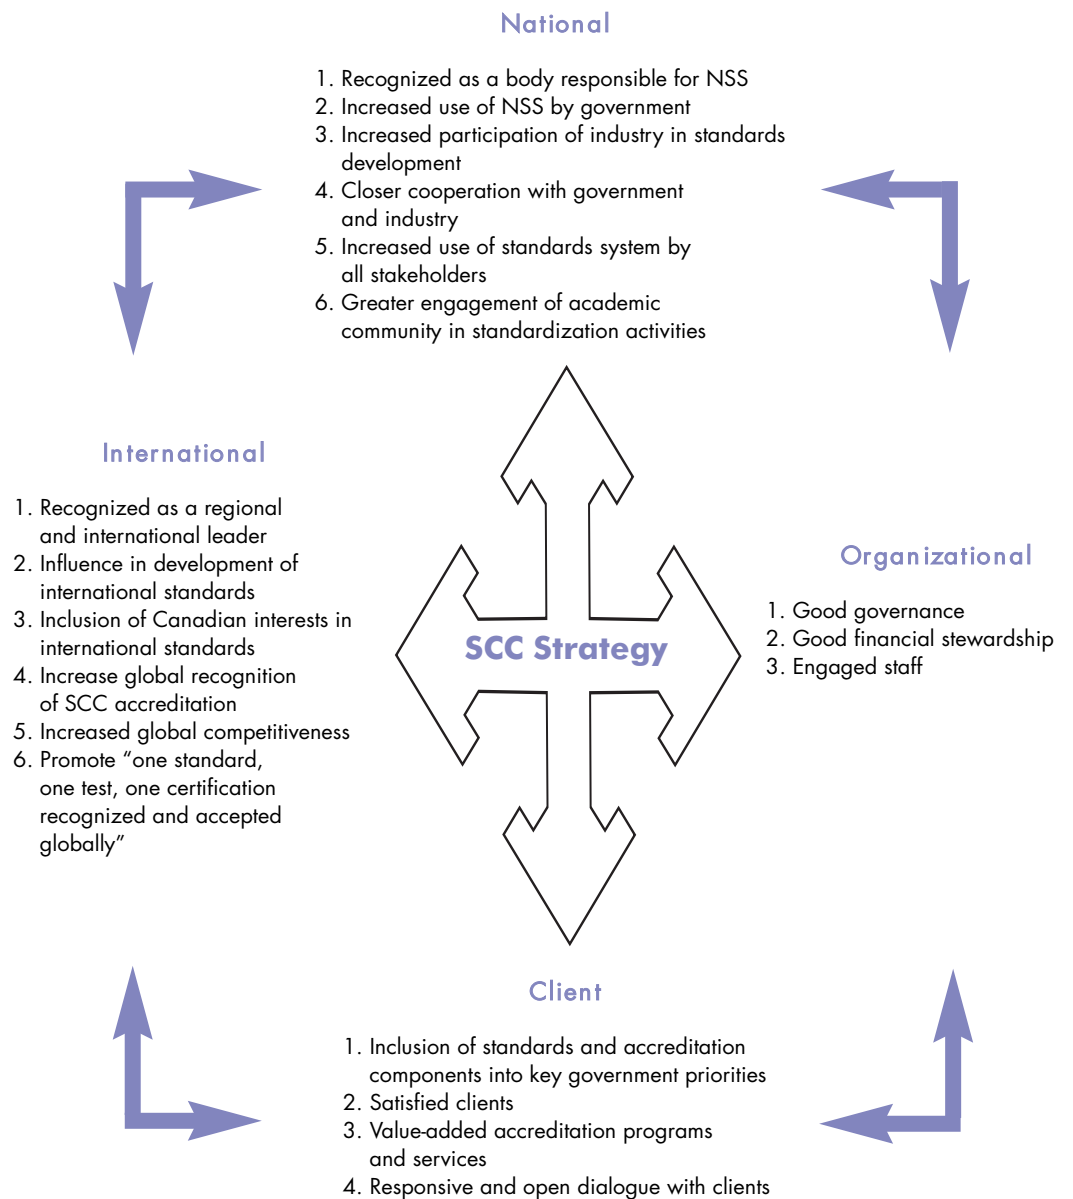 National
1. Recognized as a body responsible for NSS
2. Increased use of NSS by government
3. Increased participation of industry in standards
development
4. Closer cooperation with government
and industry
5. Increased use of standards system by
all stakeholders
6. Greater engagement of academic
community in standardization activities
International
1. Recognized as a regional
and international leader
2. Influence in development of
international standards
3. Inclusion of Canadian interests in
international standards
4. Increase global recognition
of SCC accreditation
5. Increased global competitiveness
6. Promote “one standard,
one test, one certification
recognized and accepted
globally”
SCC Strategy
Organizational
1. Good governance
2. Good financial stewardship
3. Engaged staff
Client
1. Inclusion of standards and accreditation
components into key government priorities
2. Satisfied clients
3. Value-added accreditation programs
and services
4. Responsive and open dialogue with clients